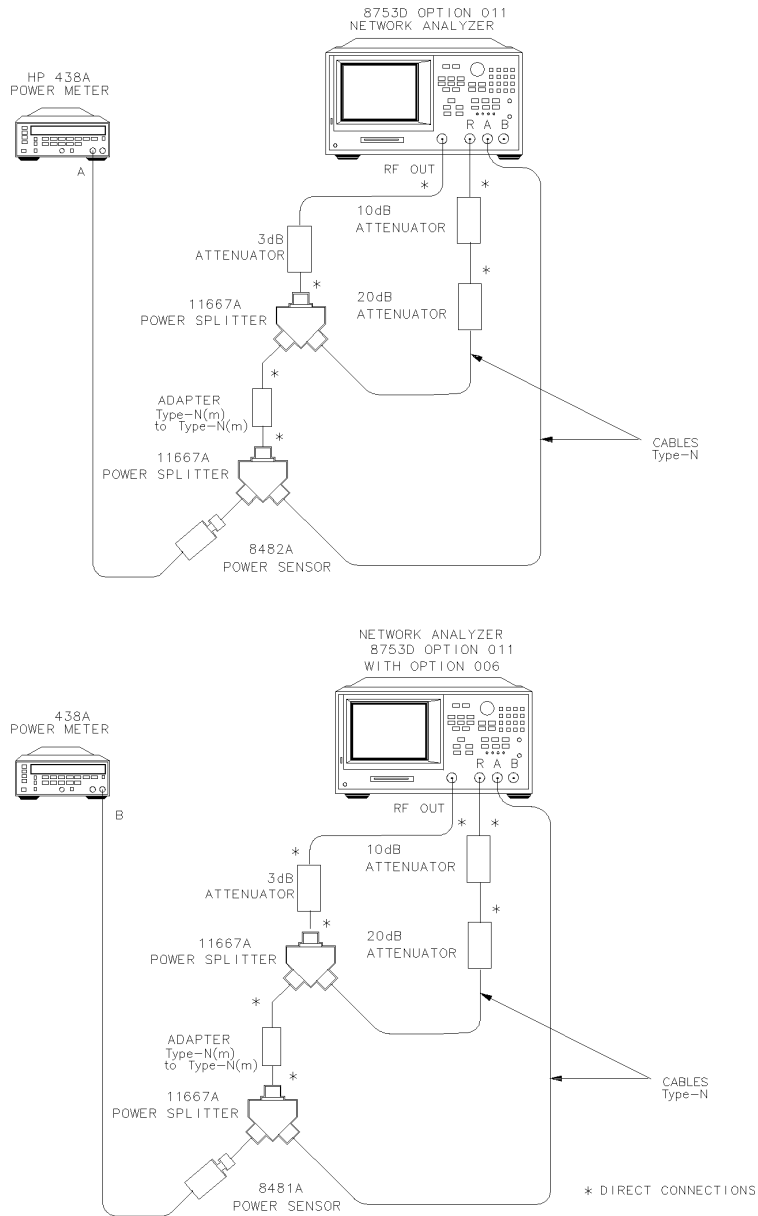 8753D OPTION 011
NETWORK ANALYZER
HP 438A
POWER METER
R A B
A
RF OUT
*
*
10dB
ATTENUATOR
3dB
ATTENUATOR
*
*
20dB
ATTENUATOR
11667A
POWER SPLITTER
*
ADAPTER
Type-N(m)
to Type-N(m)
*
CABLES
Type-N
11667A
POWER SPLITTER
8482A
POWER SENSOR
NETWORK ANALYZER
8753D OPTION 011
WITH OPTION 006
438A
POWER METER
R A B
B
RF OUT
*
*
*
10dB
ATTENUATOR
3dB
ATTENUATOR
*
*
20dB
ATTENUATOR
11667A
POWER SPLITTER
*
ADAPTER
Type-N(m)
to Type-N(m)
*
CABLES
Type-N
11667A
POWER SPLITTER
8481A
POWER SENSOR
* DIRECT CONNECTIONS